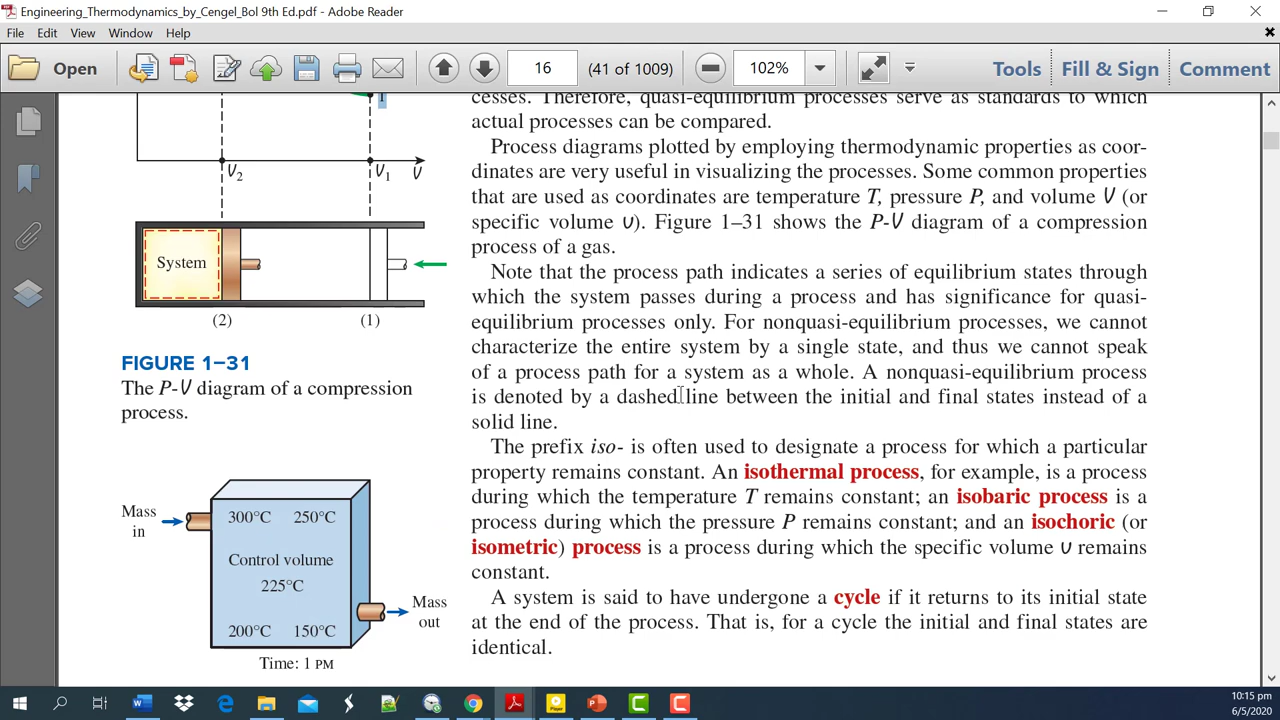 Engineering_Thermodynamics_by_Cengel_Bol 9th Ed.pdf - Adobe Reader
File Edit View Window Help
Open 16 (41 of 1009) 102% Tools Fill & Sign Comment
1
V2 V1 V
System
(2) (1)
FIGURE 1–31
The P-V diagram of a compression
process.
Mass
in
300°C 250°C
Control volume
225°C
200°C 150°C
Mass
out
Time: 1 PM
cesses. Therefore, quasi-equilibrium processes serve as standards to which
actual processes can be compared.
Process diagrams plotted by employing thermodynamic properties as coor-
dinates are very useful in visualizing the processes. Some common properties
that are used as coordinates are temperature T, pressure P, and volume V (or
specific volume υ). Figure 1–31 shows the P-V diagram of a compression
process of a gas.
Note that the process path indicates a series of equilibrium states through
which the system passes during a process and has significance for quasi-
equilibrium processes only. For nonquasi-equilibrium processes, we cannot
characterize the entire system by a single state, and thus we cannot speak
of a process path for a system as a whole. A nonquasi-equilibrium process
is denoted by a dashed line between the initial and final states instead of a
solid line.
The prefix iso- is often used to designate a process for which a particular
property remains constant. An isothermal process, for example, is a process
during which the temperature T remains constant; an isobaric process is a
process during which the pressure P remains constant; and an isochoric (or
isometric) process is a process during which the specific volume υ remains
constant.
A system is said to have undergone a cycle if it returns to its initial state
at the end of the process. That is, for a cycle the initial and final states are
identical.
10:15 pm
6/5/2020